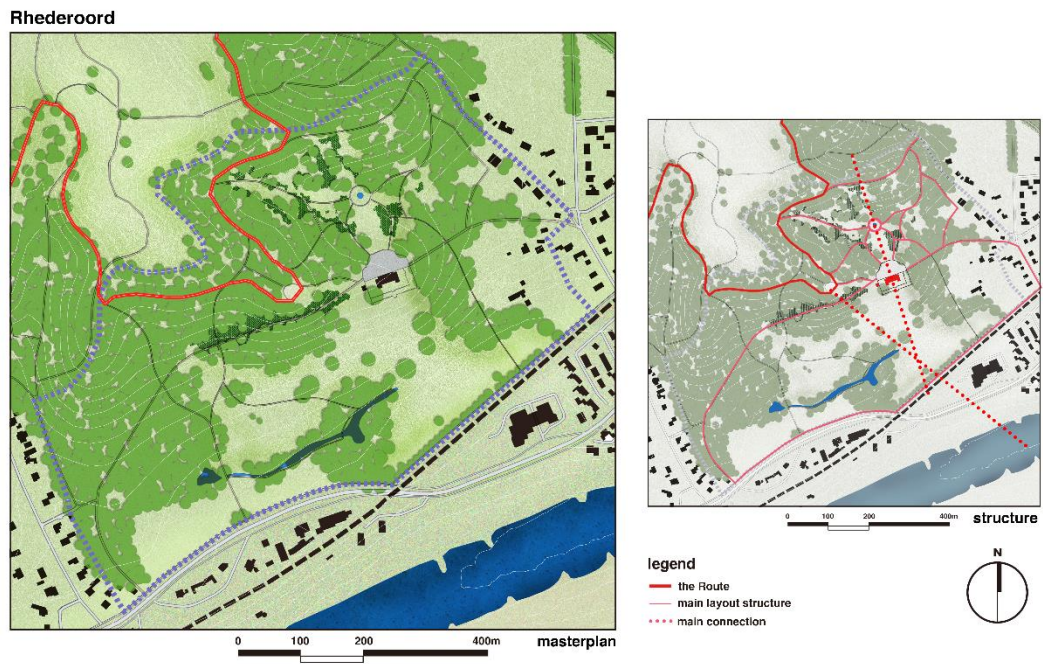 Rhederoord
0 100 200 400m
masterplan
0 100 200 400m
structure
legend
the Route
main layout structure
main connection
N